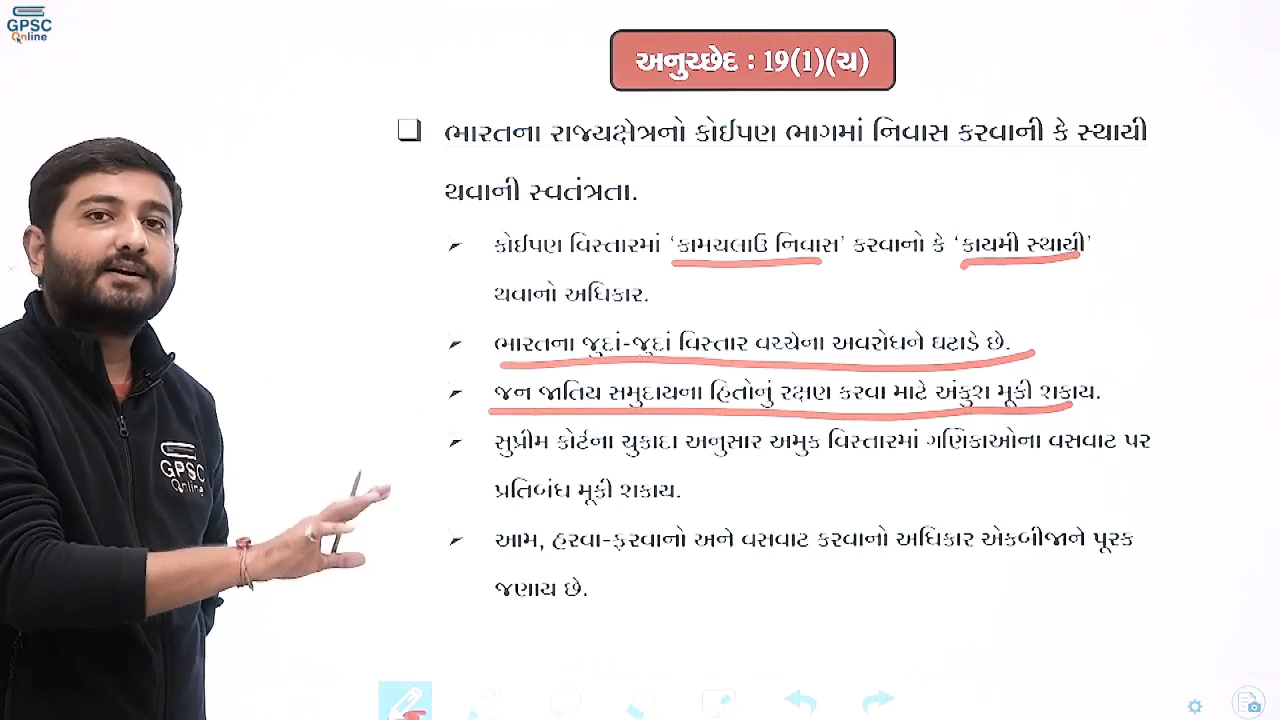 GPSC
Online
અનુચ્છેદ : 19(1)(ચ)
ભારતના રાજ્યક્ષેત્રનો કોઈપણ ભાગમાં નિવાસ કરવાની કે સ્થાયી
થવાની સ્વતંત્રતા.
કોઈપણ વિસ્તારમાં ‘કામચલાઉ નિવાસ’ કરવાનો કે ‘કાયમી સ્થાયી’
થવાનો અધિકાર.
ભારતના જુદાં-જુદાં વિસ્તાર વચ્ચેના અવરોધને ઘટાડે છે.
જન જાતિય સમુદાયના હિતોનું રક્ષણ કરવા માટે અંકુશ મૂકી શકાય.
સુપ્રીમ કોર્ટના ચુકાદા અનુસાર અમુક વિસ્તારમાં ગણિકાઓના વસવાટ પર
પ્રતિબંધ મૂકી શકાય.
આમ, હરવા-ફરવાનો અને વસવાટ કરવાનો અધિકાર એકબીજાને પૂરક
જણાય છે.
GPSC
Online